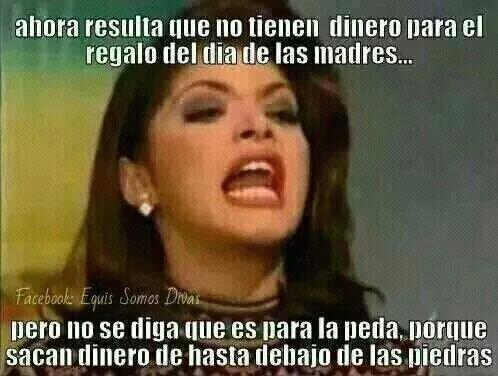 ahora resulta que no tienen dinero para el
regalo del dia de las madres...
Facebook: Equis Somos Divas
pero no se diga que es para la peda, porque
sacan dinero de hasta debajo de las piedras